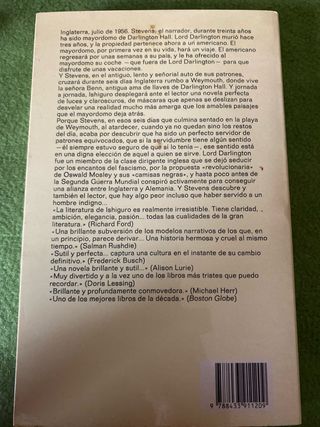 Inglaterra, julio de 1956. Stevens, el narrador, durante treinta años
ha sido mayordomo de Darlington Hall. Lord Darlington murió hace
tres años, y la propiedad pertenece ahora a un americano. El
mayordomo, por primera vez en su vida, hará un viaje. El americano
regresará por unas semanas a su país, y le ha ofrecido al
mayordomo su coche —que fuera de Lord Darlington— para que
disfrute de unas vacaciones.
Y Stevens, en el antiguo, lento y señorial auto de sus patrones,
cruzará durante seis días Inglaterra rumbo a Weymouth, donde vive
la señora Benn, antigua ama de llaves de Darlington Hall. Y jornada
a jornada, Ishiguro desplegará ante el lector una novela perfecta
de luces y claroscuros, de máscaras que apenas se deslizan para
desvelar una realidad mucho más amarga que los amables paisajes
que el mayordomo deja atrás.
Porque Stevens, en esos seis días que culmina sentado en la playa
de Weymouth, al atardecer, cuando ya no quedan sino los restos
del día, acaba por descubrir que ha sido un perfecto servidor de
patrones equivocados, que si la servidumbre tiene algún sentido
—él siempre estuvo seguro de que sí lo tenía—, ese sentido está
en una digna elección de aquel a quien se sirve. Lord Darlington
fue un miembro de la clase dirigente inglesa que se dejó seducir
por los encantos del fascismo, por la propuesta «revolucionaria»
de Oswald Mosley y sus «camisas negras», y hasta poco antes de
la Segunda Guerra Mundial conspiró activamente para conseguir
una alianza entre Inglaterra y Alemania. Y Stevens descubre y
también el lector, que hay algo peor incluso que haber servido a un
hombre indigno...
«La literatura de Ishiguro es realmente irresistible. Tiene claridad,
ambición, elegancia, pasión... todas las cualidades de la gran
literatura.» (Richard Ford)
«Una brillante subversión de los modelos narrativos de los que, en
un principio, parece derivar... Una historia hermosa y cruel al mismo
tiempo.» (Salman Rushdie)
«Sutil y perfecta... captura una cultura en el instante de su cambio
definitivo.» (Frederick Busch)
«Una novela brillante y sutil...» (Alison Lurie)
«Muy divertido y a la vez uno de los libros más tristes que puedo
recordar.» (Doris Lessing)
«Brillante y profundamente conmovedora.» (Michael Herr)
«Uno de los mejores libros de la década.» (Boston Globe)
9 788433 911209